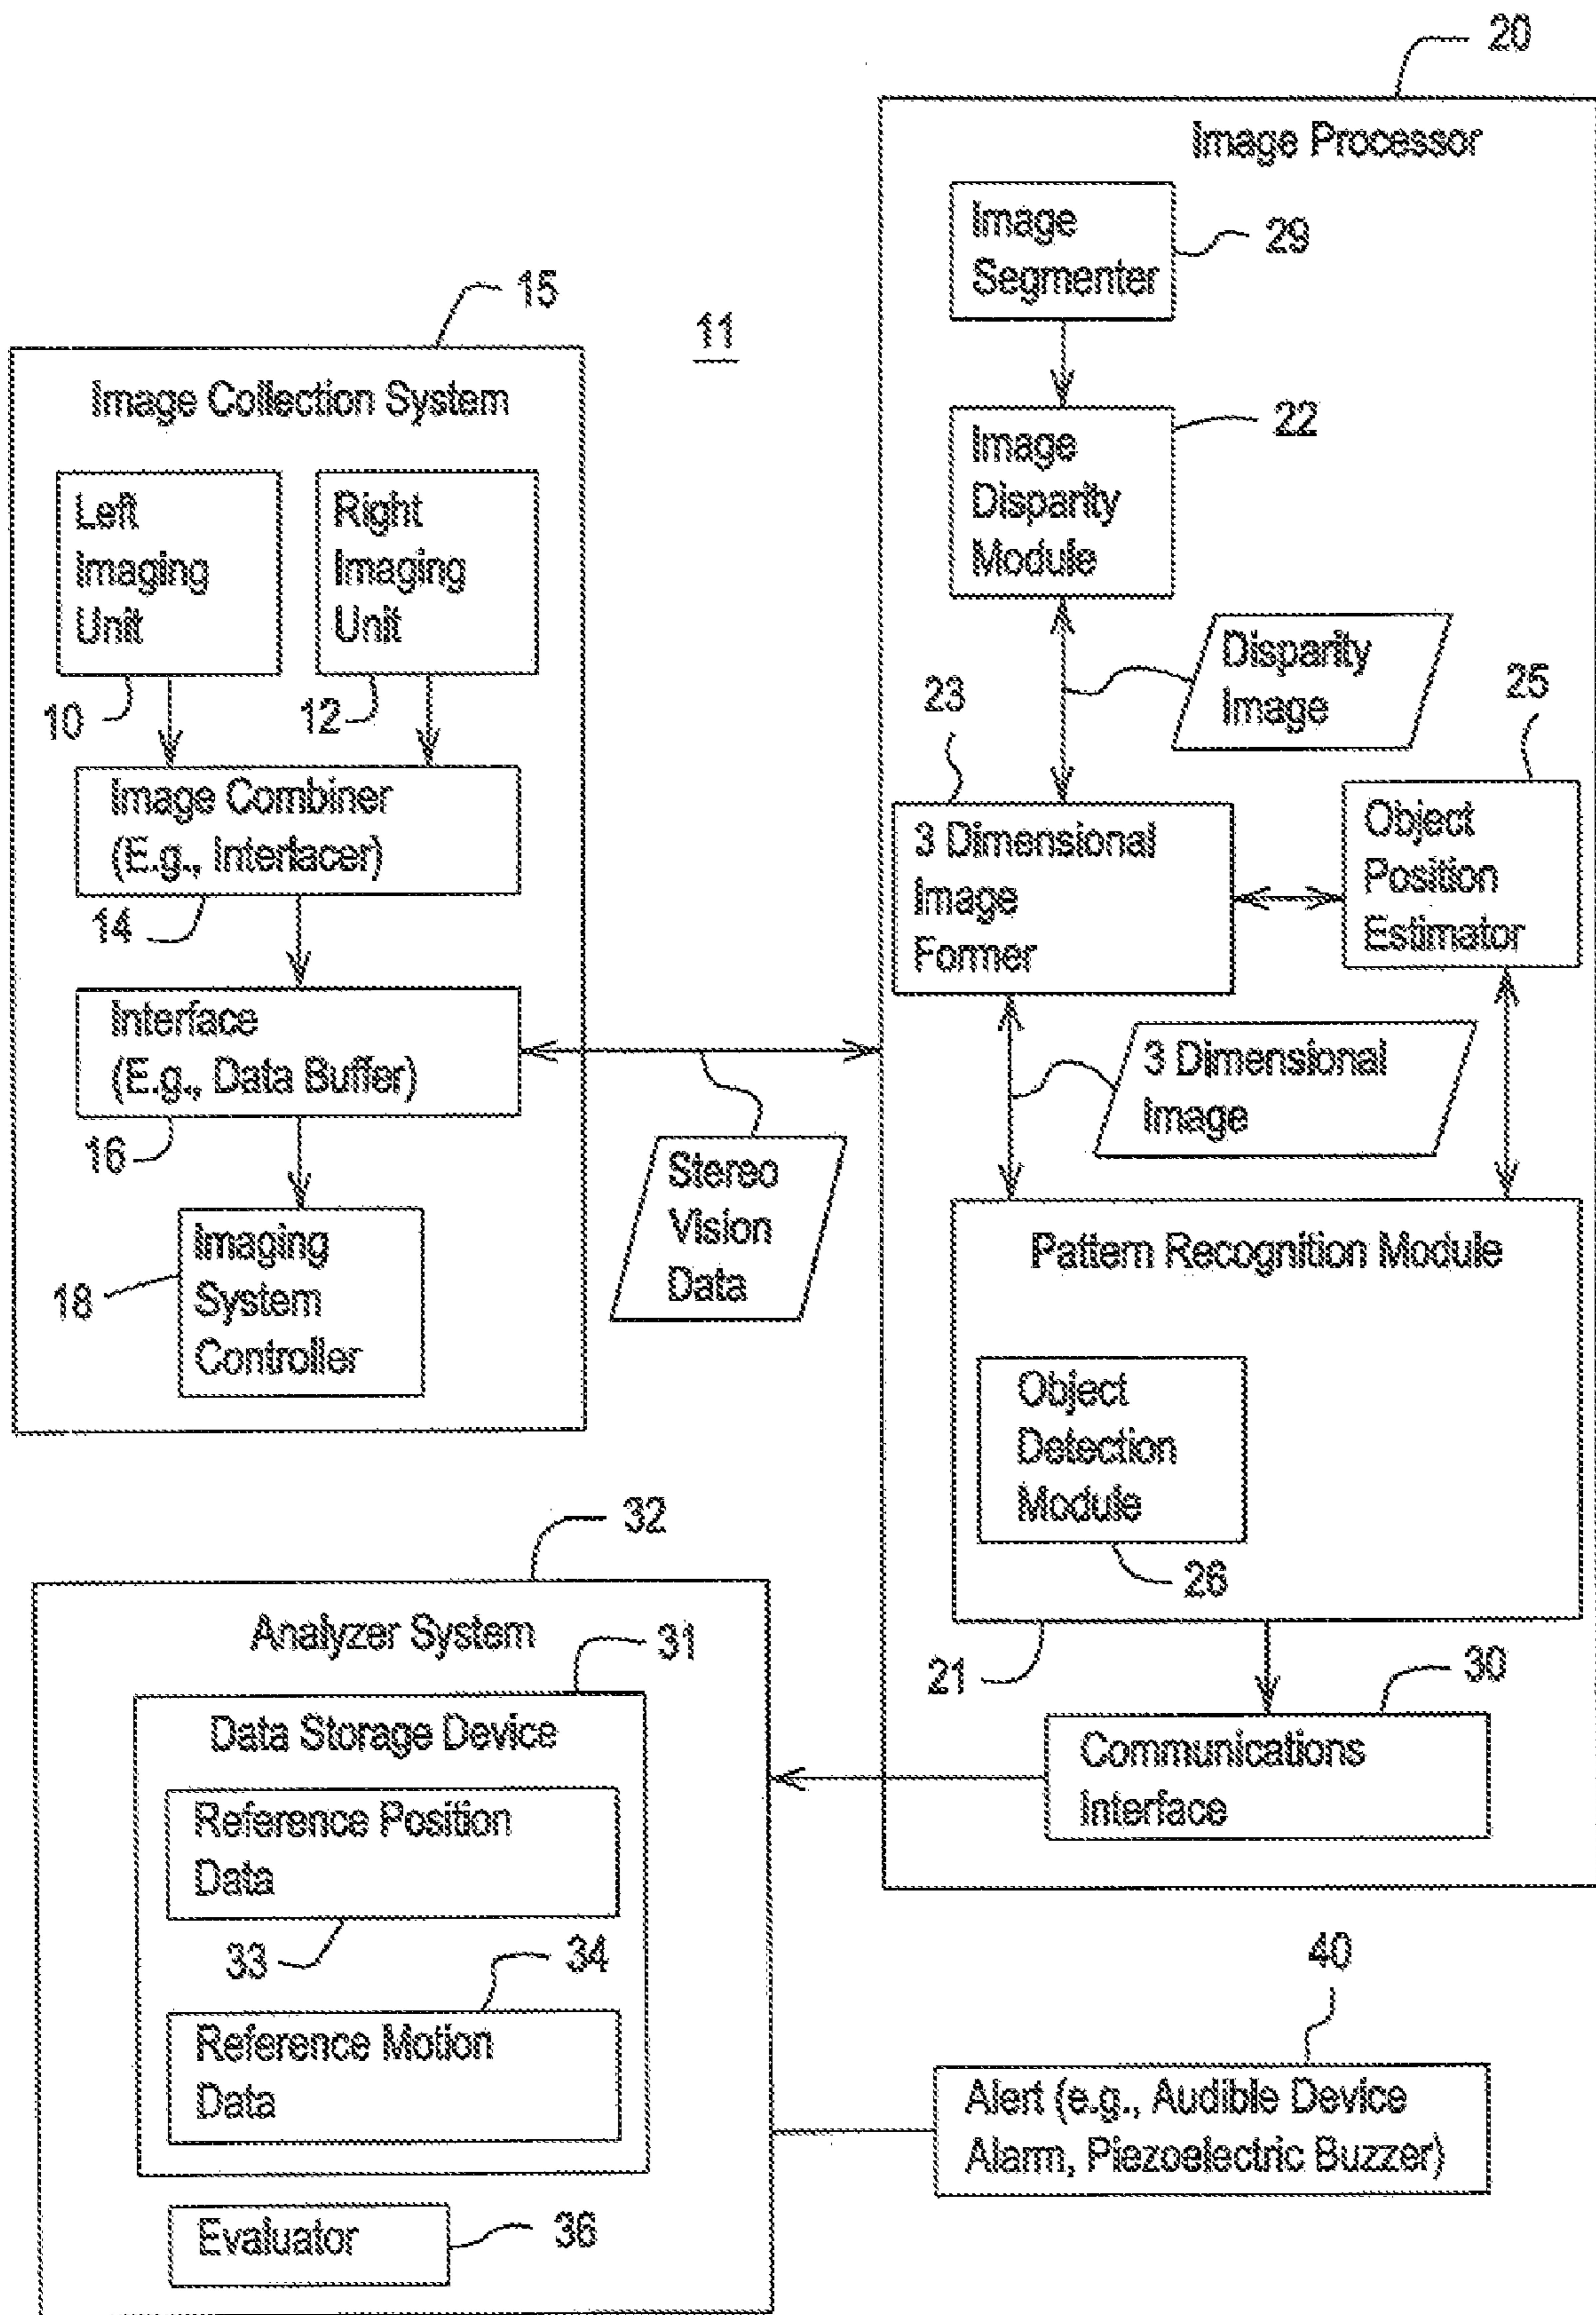 20
Image Processor
Image
Segmenter
29
15
11
Image Collection System
Image
Disparity
Module
22
Left
Imaging
Unit
Right
Imaging
Unit
Disparity
Image
10
12
23
25
Image Combiner
(E.g., Interlacer)
14
3 Dimensional
Image
Former
Object
Position
Estimator
Interface
(E.g., Data Buffer)
16
3 Dimensional
Image
Stereo
Vision
Data
Imaging
System
Controller
18
Pattern Recognition Module
Object
Detection
Module
26
32
Analyzer System
31
21
30
Data Storage Device
Communications
Interface
Reference Position
Data
33
34
40
Reference Motion
Data
Alert (e.g., Audible Device
Alarm, Piezoelectric Buzzer)
Evaluator
36